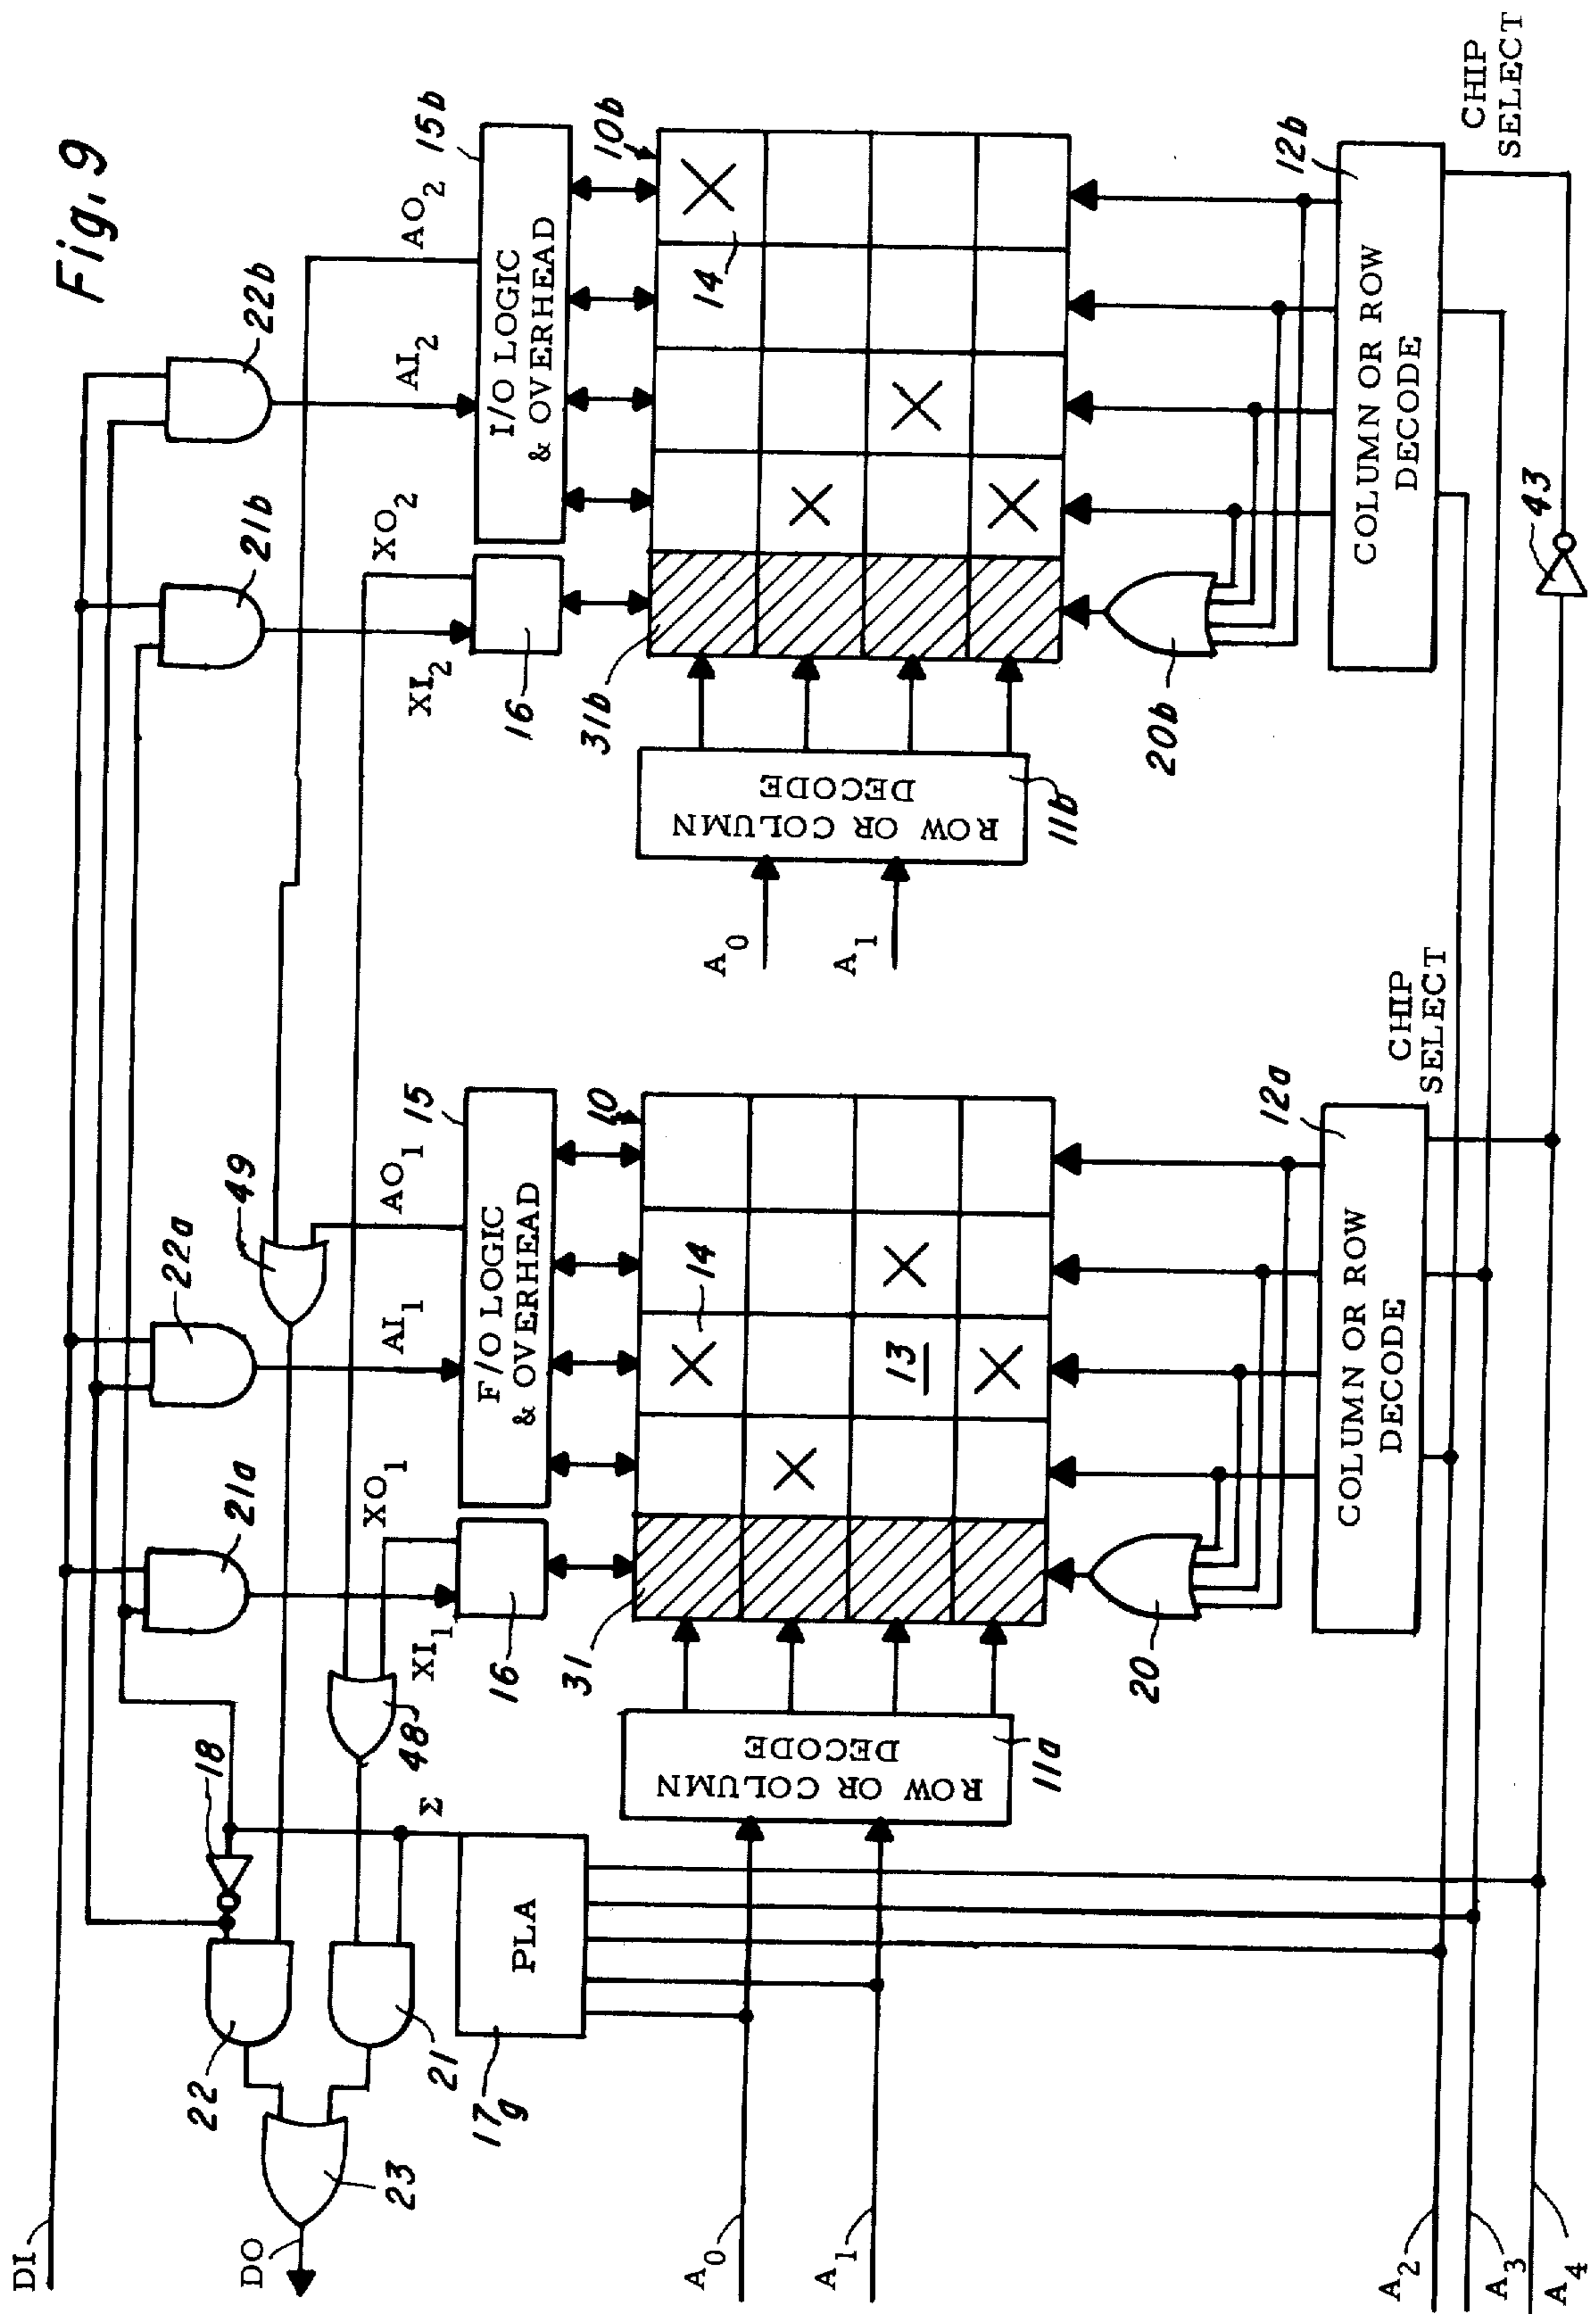 Fig. 9
DI
DO
22
23
21
18
Σ
48
17g
PLA
21a
22a
49
21b
22b
XI1
XO1
AI1
AO1
XI2
XO2
AI2
AO2
16
15
F/O LOGIC
& OVERHEAD
16
15b
I/O LOGIC
& OVERHEAD
31
10
14
13
31b
10b
14
A0
A1
ROW OR COLUMN
DECODE
11a
A0
A1
ROW OR COLUMN
DECODE
11b
20
20b
12a
COLUMN OR ROW
DECODE
CHIP
SELECT
12b
COLUMN OR ROW
DECODE
CHIP
SELECT
43
A2
A3
A4